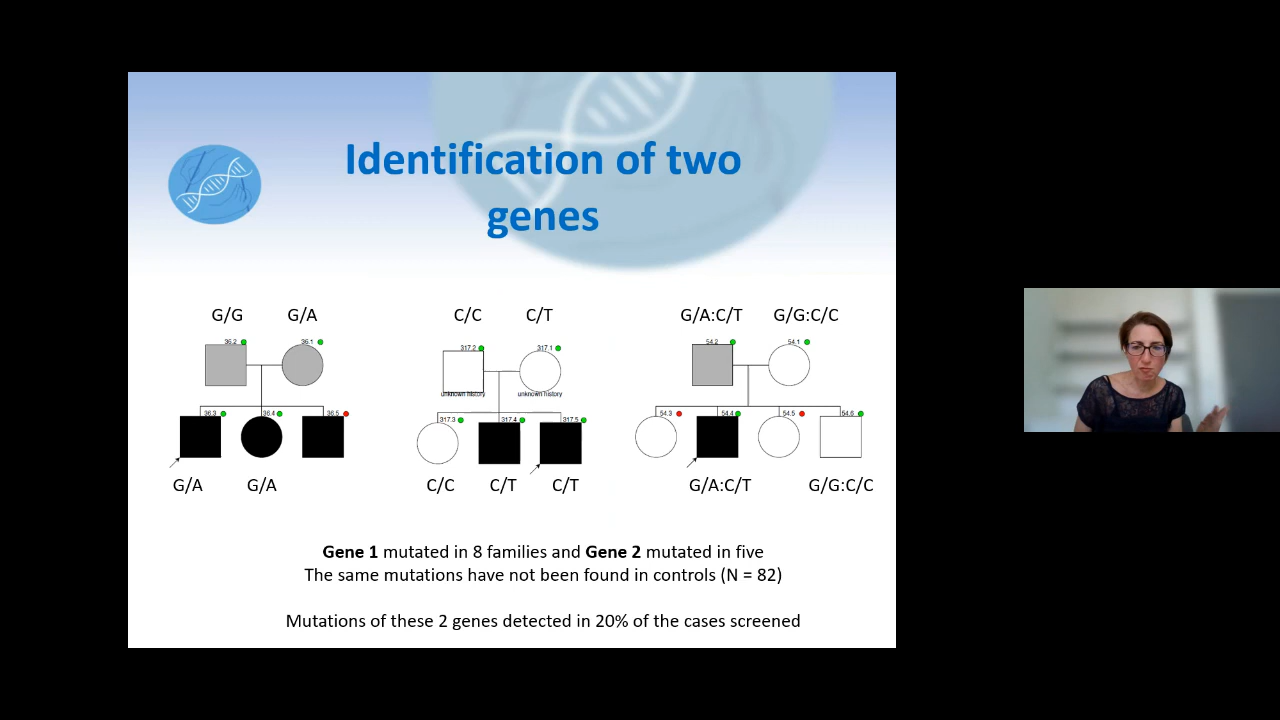 Identification of two
genes
G/G G/A C/C C/T G/A:C/T G/G:C/C
36.2 36.1 317.2 317.1 54.2 54.1
unknown history unknown history
36.3 36.4 36.5 317.3 317.4 317.5 54.3 54.4 54.5 54.6
G/A G/A C/C C/T C/T G/A:C/T G/G:C/C
Gene 1 mutated in 8 families and Gene 2 mutated in five
The same mutations have not been found in controls (N = 82)
Mutations of these 2 genes detected in 20% of the cases screened